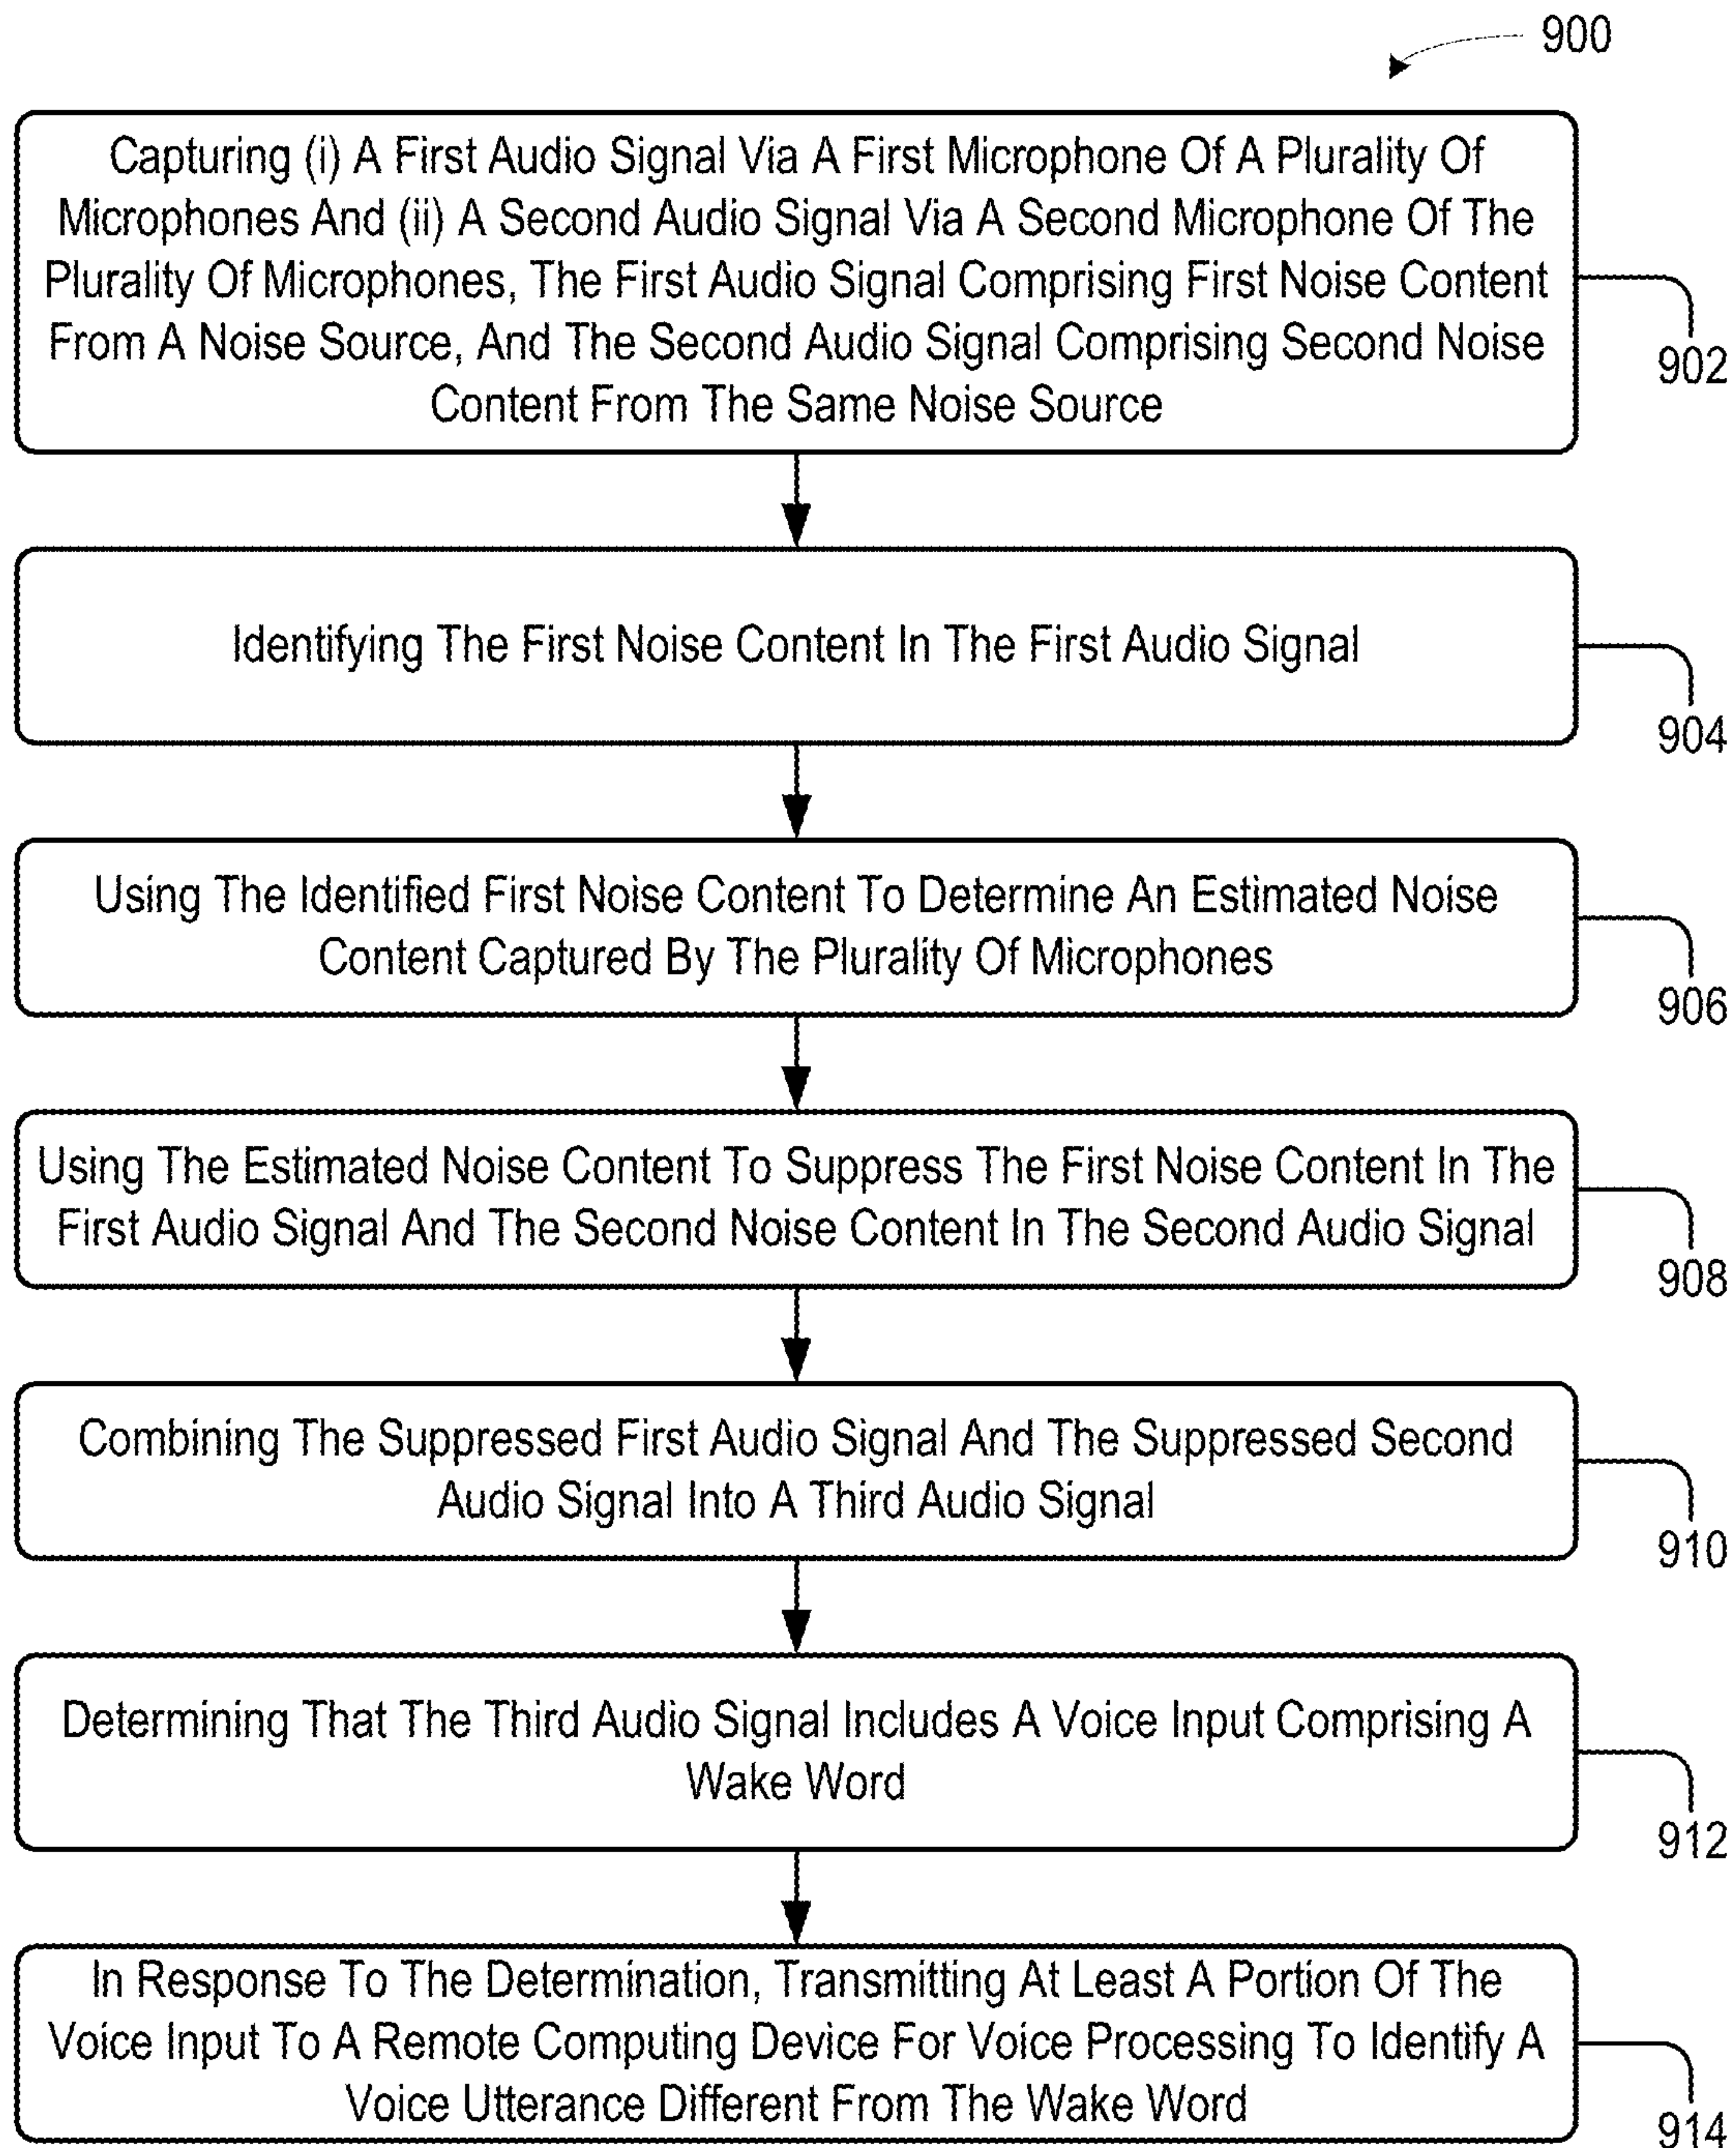 900
Capturing (i) A First Audio Signal Via A First Microphone Of A Plurality Of
Microphones And (ii) A Second Audio Signal Via A Second Microphone Of The
Plurality Of Microphones, The First Audio Signal Comprising First Noise Content
From A Noise Source, And The Second Audio Signal Comprising Second Noise
Content From The Same Noise Source
902
Identifying The First Noise Content In The First Audio Signal
904
Using The Identified First Noise Content To Determine An Estimated Noise
Content Captured By The Plurality Of Microphones
906
Using The Estimated Noise Content To Suppress The First Noise Content In The
First Audio Signal And The Second Noise Content In The Second Audio Signal
908
Combining The Suppressed First Audio Signal And The Suppressed Second
Audio Signal Into A Third Audio Signal
910
Determining That The Third Audio Signal Includes A Voice Input Comprising A
Wake Word
912
In Response To The Determination, Transmitting At Least A Portion Of The
Voice Input To A Remote Computing Device For Voice Processing To Identify A
Voice Utterance Different From The Wake Word
914